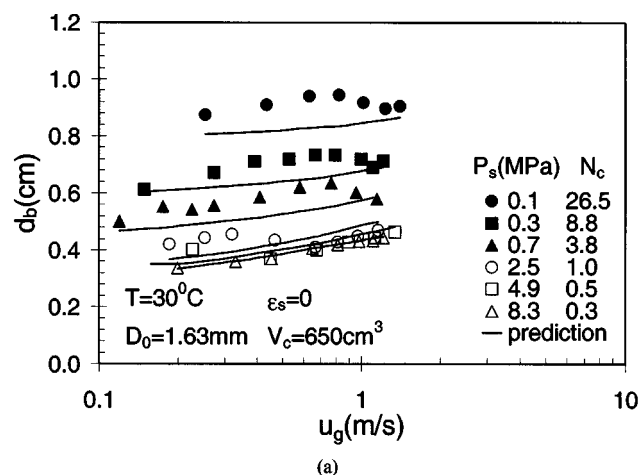 1.2
1.0
0.8
0.6
0.4
0.2
0.0
d_b(cm)
P_s(MPa) N_c
● 0.1 26.5
■ 0.3 8.8
▲ 0.7 3.8
○ 2.5 1.0
□ 4.9 0.5
△ 8.3 0.3
— prediction
T=30⁰C ε_s=0
D_0=1.63mm V_c=650cm³
0.1 1 10
u_g(m/s)
(a)